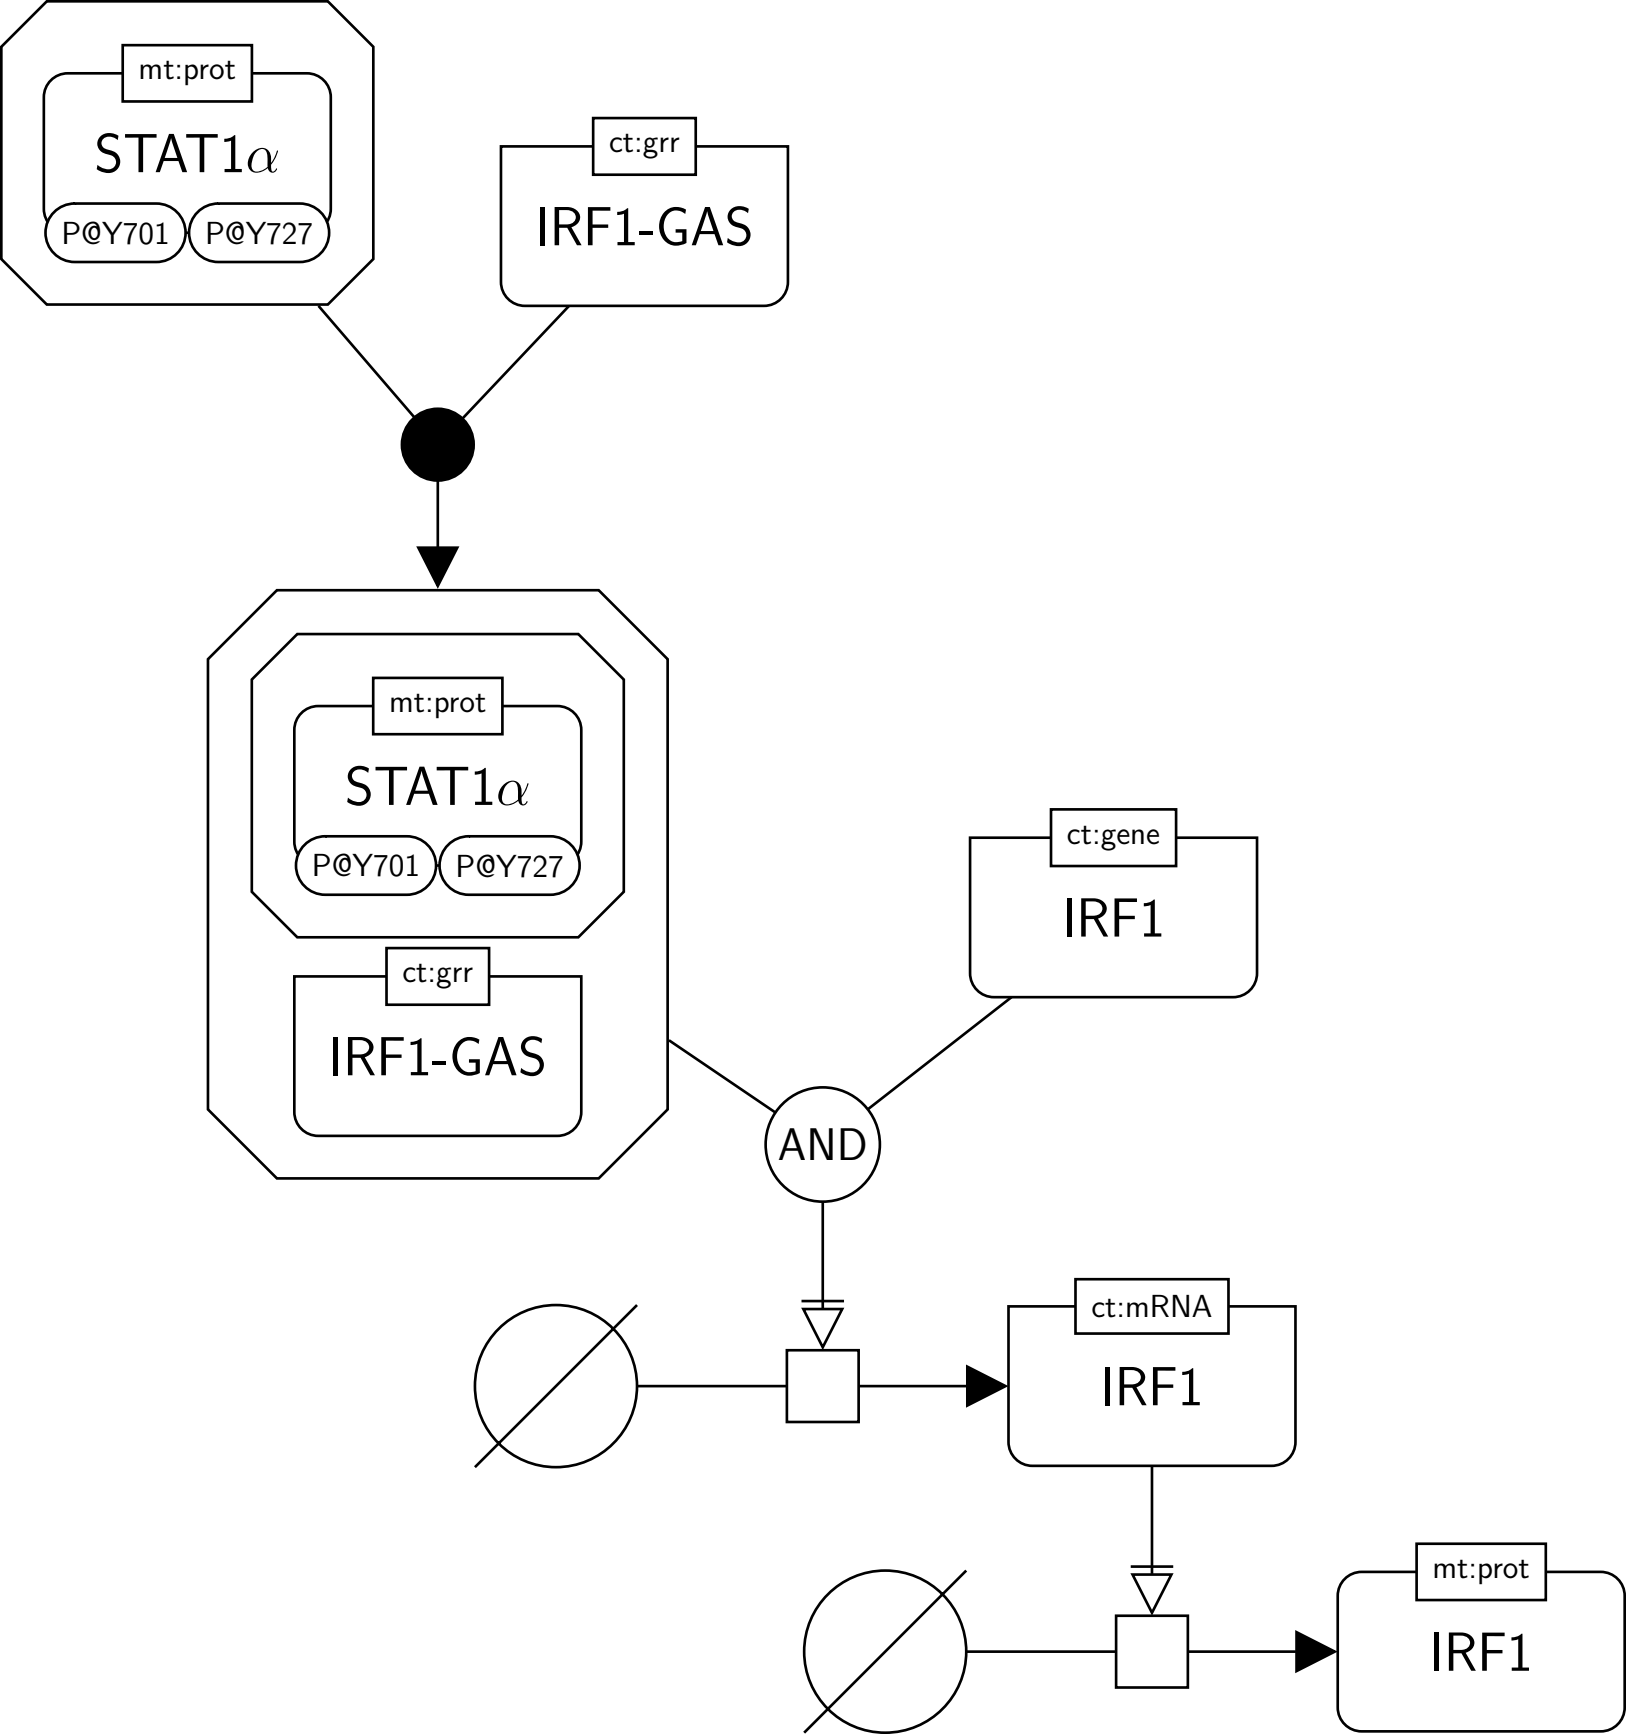 mt:prot
STAT1α
P@Y701 P@Y727
ct:grr
IRF1-GAS
mt:prot
STAT1α
P@Y701 P@Y727
ct:grr
IRF1-GAS
ct:gene
IRF1
AND
ct:mRNA
IRF1
mt:prot
IRF1